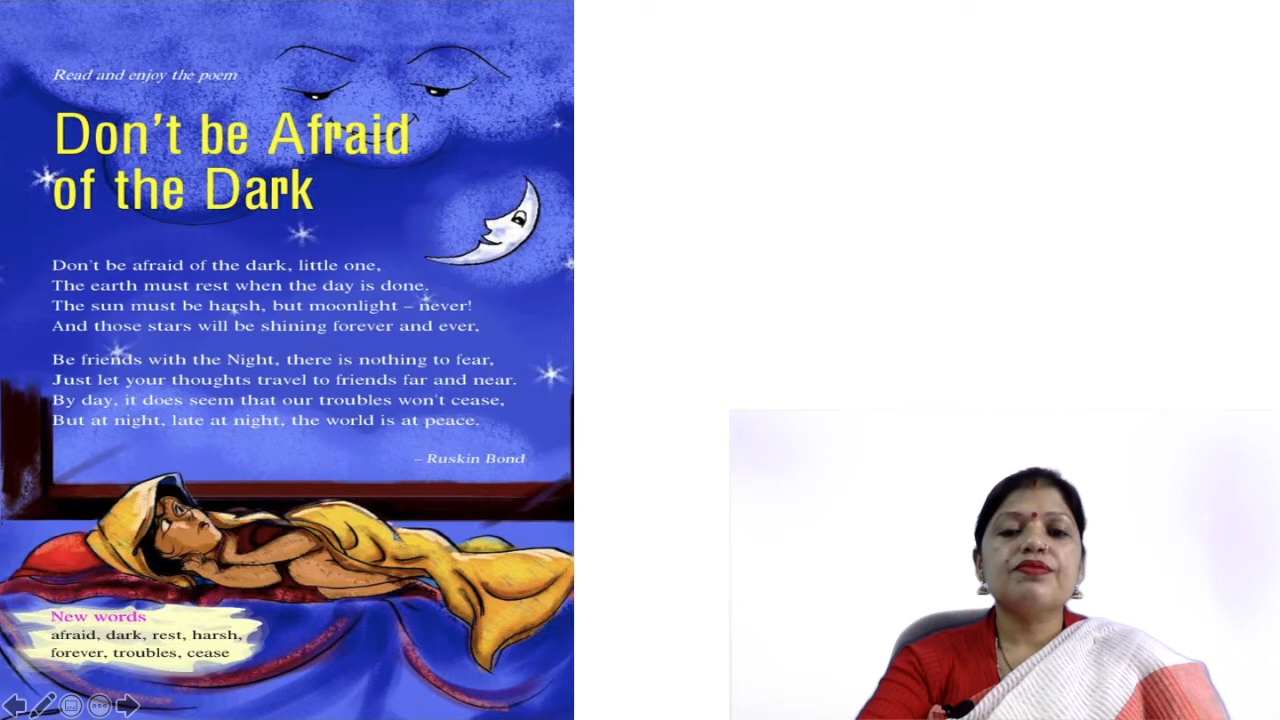 Read and enjoy the poem
Don't be Afraid
of the Dark
Don't be afraid of the dark, little one,
The earth must rest when the day is done.
The sun must be harsh, but moonlight – never!
And those stars will be shining forever and ever,
Be friends with the Night, there is nothing to fear,
Just let your thoughts travel to friends far and near.
By day, it does seem that our troubles won't cease,
But at night, late at night, the world is at peace.
– Ruskin Bond
New words
afraid, dark, rest, harsh,
forever, troubles, cease